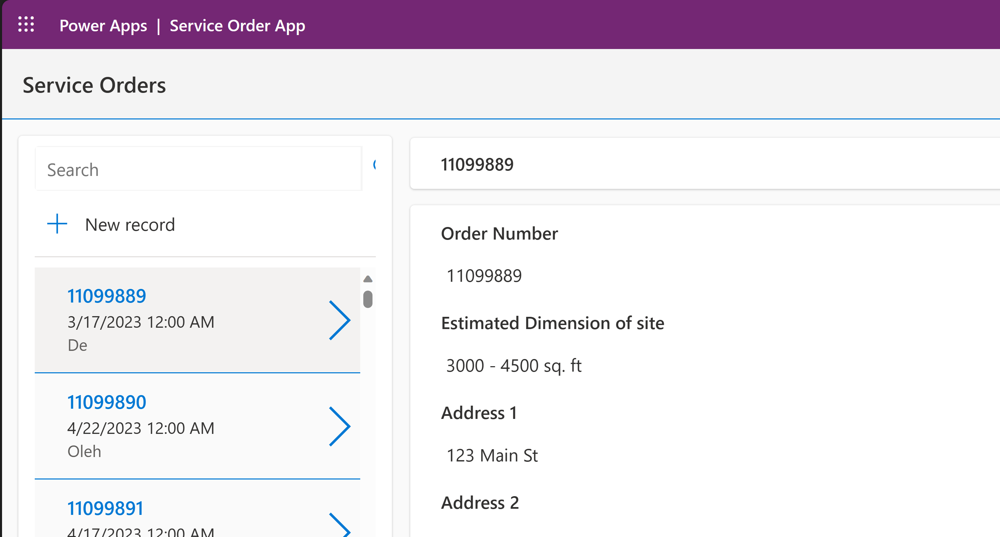 Power Apps | Service Order App
Service Orders
Search
New record
11099889
3/17/2023 12:00 AM
De
11099890
4/22/2023 12:00 AM
Oleh
11099891
4/17/2023 12:00 AM
11099889
Order Number
11099889
Estimated Dimension of site
3000 - 4500 sq. ft
Address 1
123 Main St
Address 2